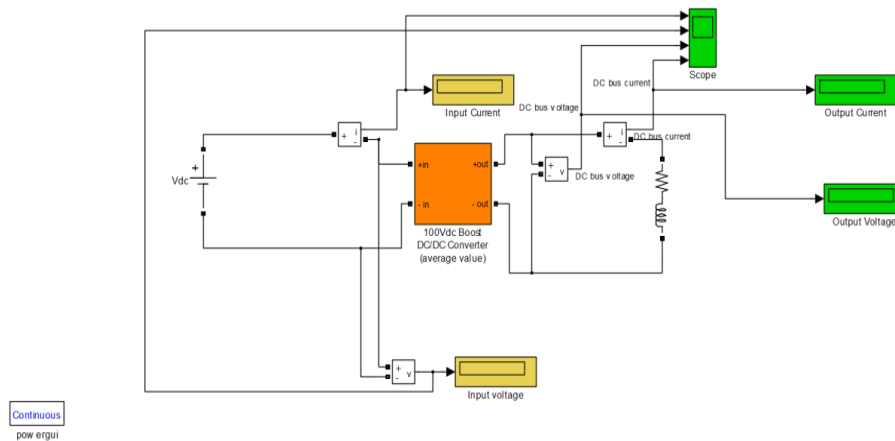 Scope
DC bus current
Input Current
DC bus voltage
Output Current
+ i
-
+ i
-
DC bus current
+
Vdc
+in
+out
+
- v
DC bus voltage
- in
- out
Output Voltage
100Vdc Boost
DC/DC Converter
(average value)
+
- v
Input voltage
Continuous
pow ergui